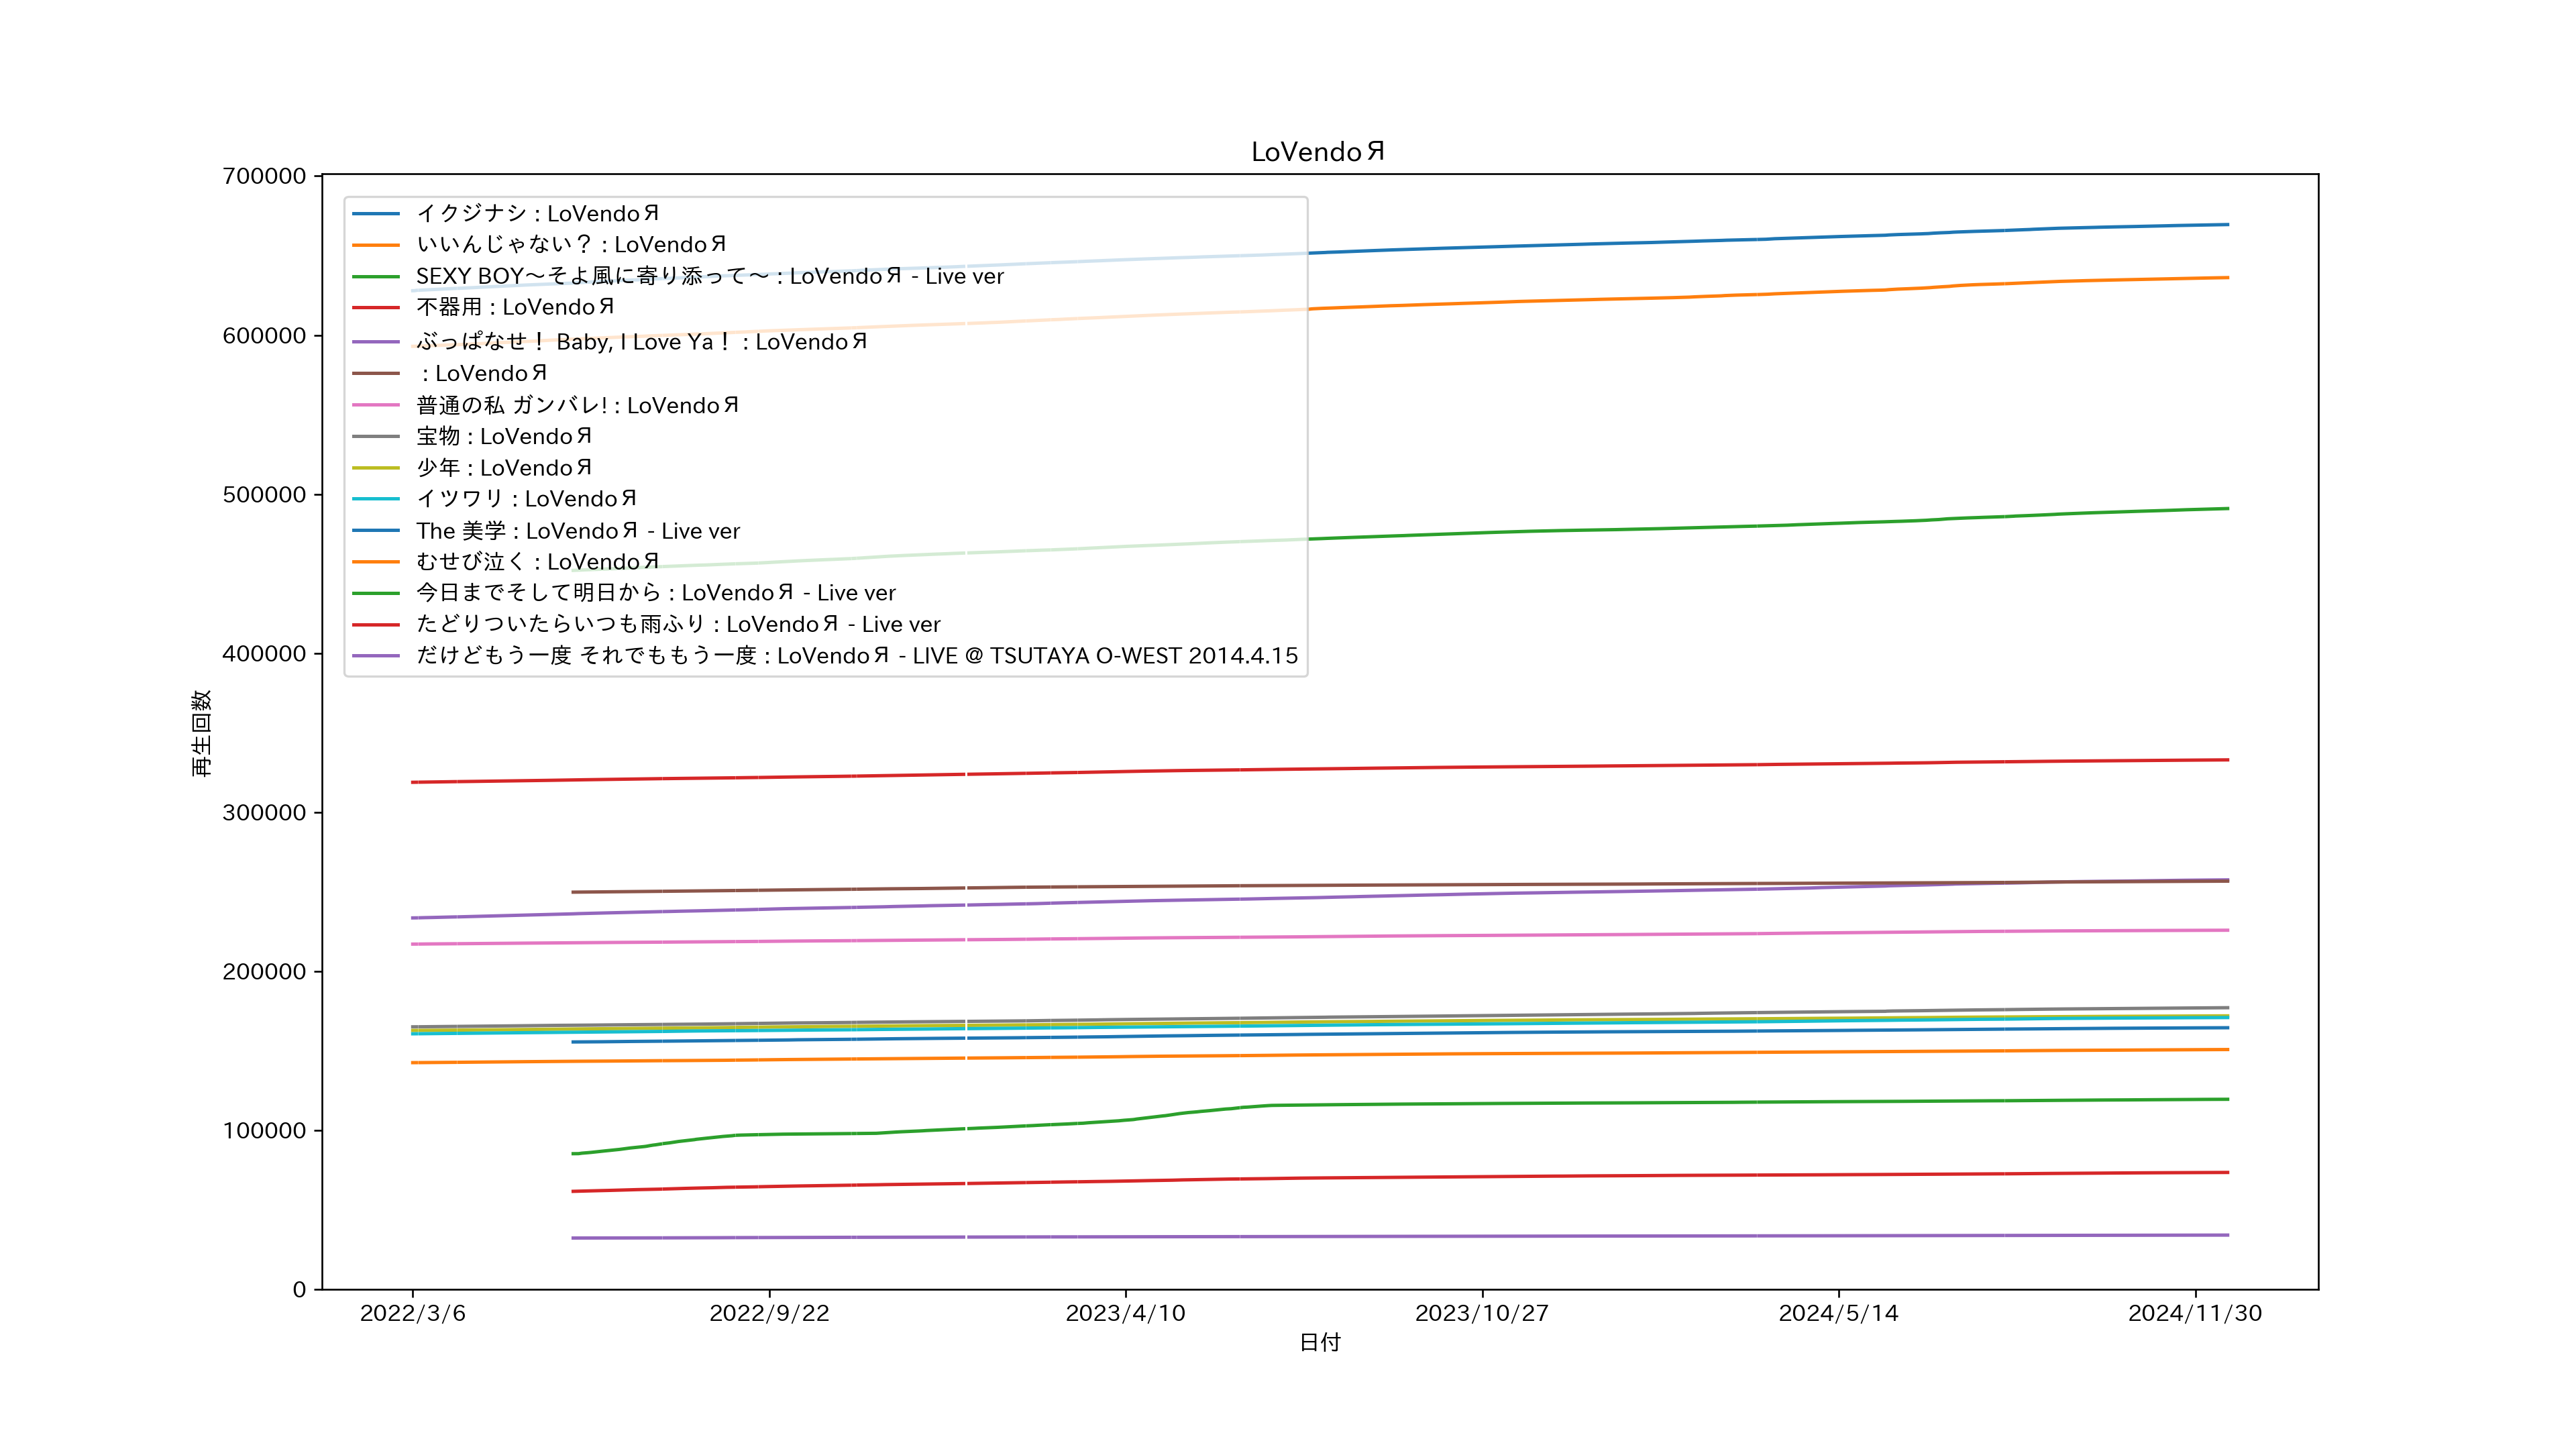 LoVendoЯ
700000
600000
500000
400000
300000
200000
100000
0
再生回数
イクジナシ : LoVendoЯ
いいんじゃない？ : LoVendoЯ
SEXY BOY〜そよ風に寄り添って〜 : LoVendoЯ - Live ver
不器用 : LoVendoЯ
ぶっぱなせ！ Baby, I Love Ya！ : LoVendoЯ
: LoVendoЯ
普通の私 ガンバレ! : LoVendoЯ
宝物 : LoVendoЯ
少年 : LoVendoЯ
イツワリ : LoVendoЯ
The 美学 : LoVendoЯ - Live ver
むせび泣く : LoVendoЯ
今日までそして明日から : LoVendoЯ - Live ver
たどりついたらいつも雨ふり : LoVendoЯ - Live ver
だけどもう一度 それでももう一度 : LoVendoЯ - LIVE @ TSUTAYA O-WEST 2014.4.15
2022/3/6 2022/9/22 2023/4/10 2023/10/27 2024/5/14 2024/11/30
日付